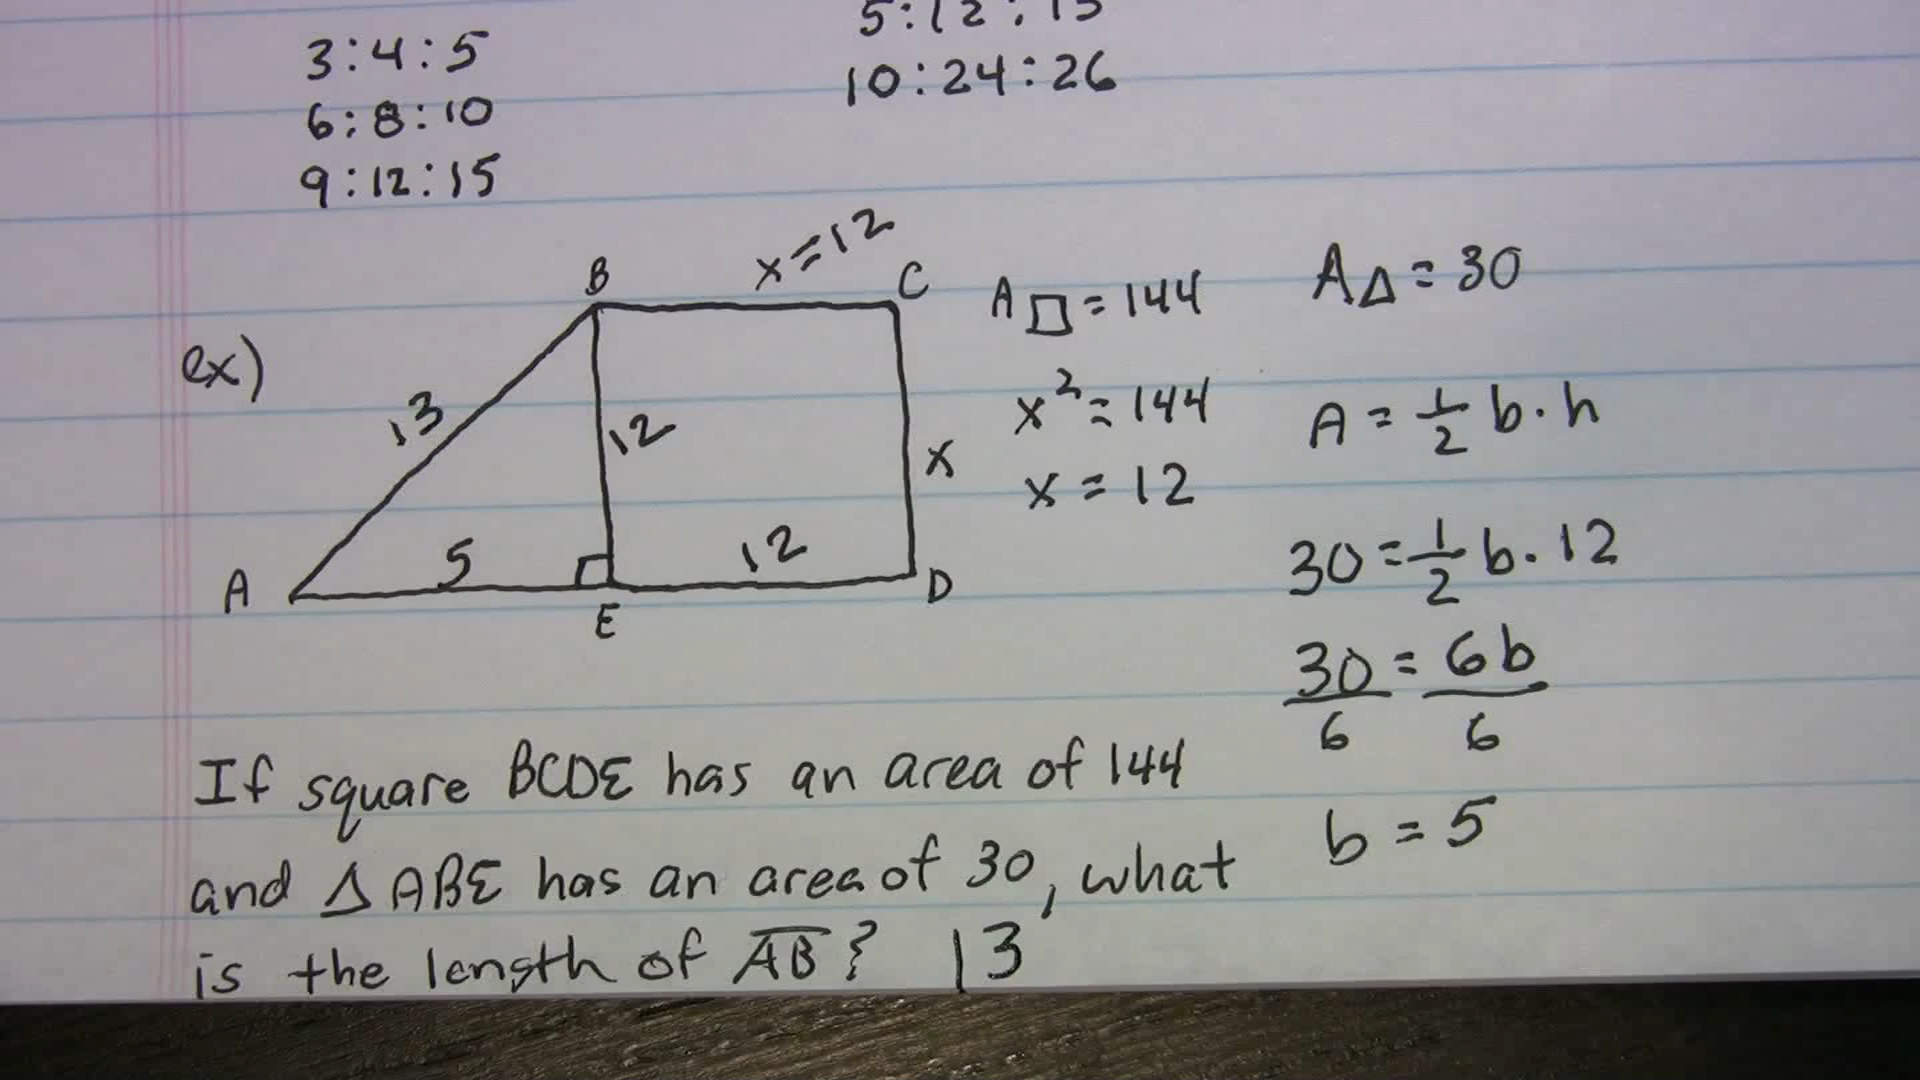 3:4:5
6:8:10
9:12:15
5:12:13
10:24:26
ex)
A
B
C
D
E
13
5
12
12
x=12
x
A□=144
x²=144
x=12
A△=30
A=½b·h
30=½b·12
30=6b
6 6
b=5
If square BCDE has an area of 144
and △ABE has an area of 30, what
is the length of A̅B̅? 13